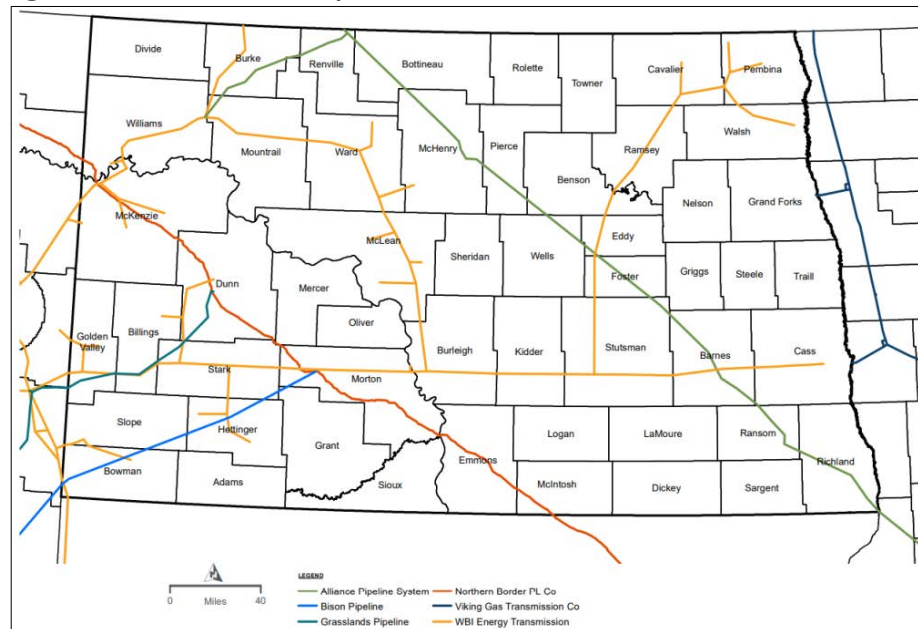 Divide
Burke
Renville
Bottineau
Rolette
Towner
Cavalier
Pembina
Williams
Mountrail
Ward
McHenry
Pierce
Benson
Ramsey
Walsh
McKenzie
Nelson
Grand Forks
McLean
Sheridan
Wells
Eddy
Foster
Griggs
Steele
Traill
Dunn
Mercer
Oliver
Golden
Valley
Billings
Stark
Morton
Burleigh
Kidder
Stutsman
Barnes
Cass
Slope
Hettinger
Grant
Logan
LaMoure
Ransom
Richland
Bowman
Adams
Sioux
Emmons
McIntosh
Dickey
Sargent
N
0 40
Miles
LEGEND
Alliance Pipeline System
Northern Border PL Co
Bison Pipeline
Viking Gas Transmission Co
Grasslands Pipeline
WBI Energy Transmission